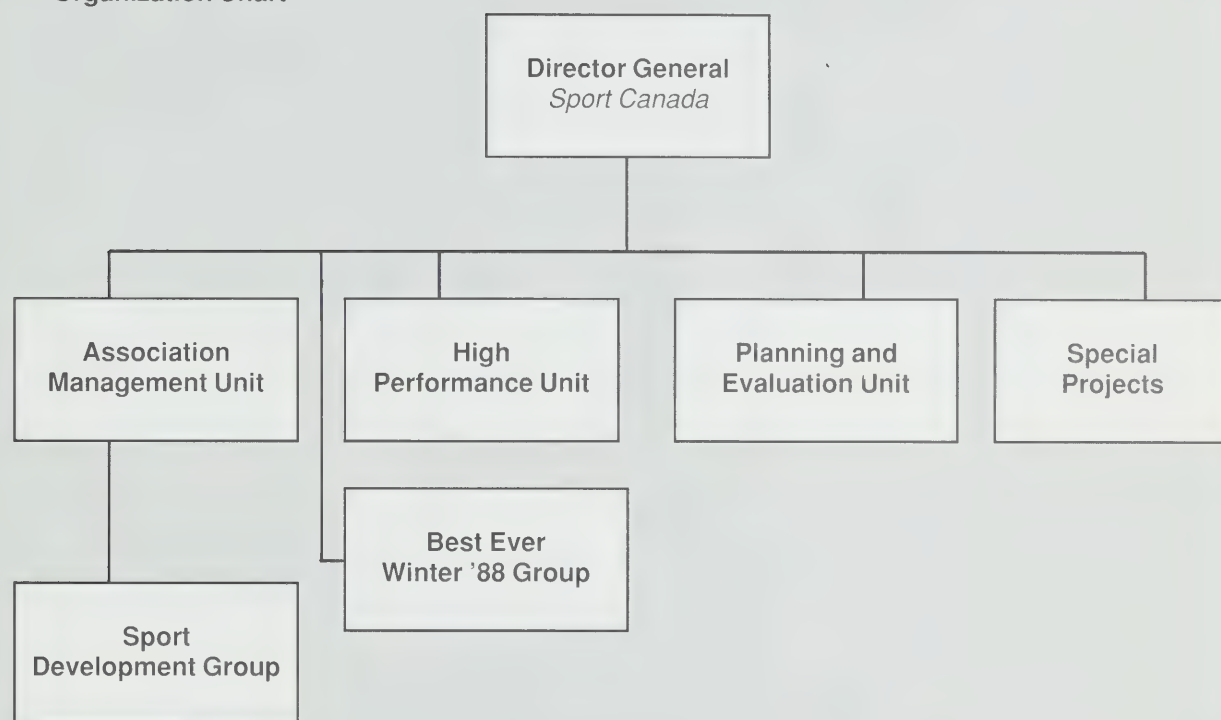 Organization Chart
Director General
Sport Canada
Association
Management Unit
High
Performance Unit
Planning and
Evaluation Unit
Special
Projects
Best Ever
Winter '88 Group
Sport
Development Group